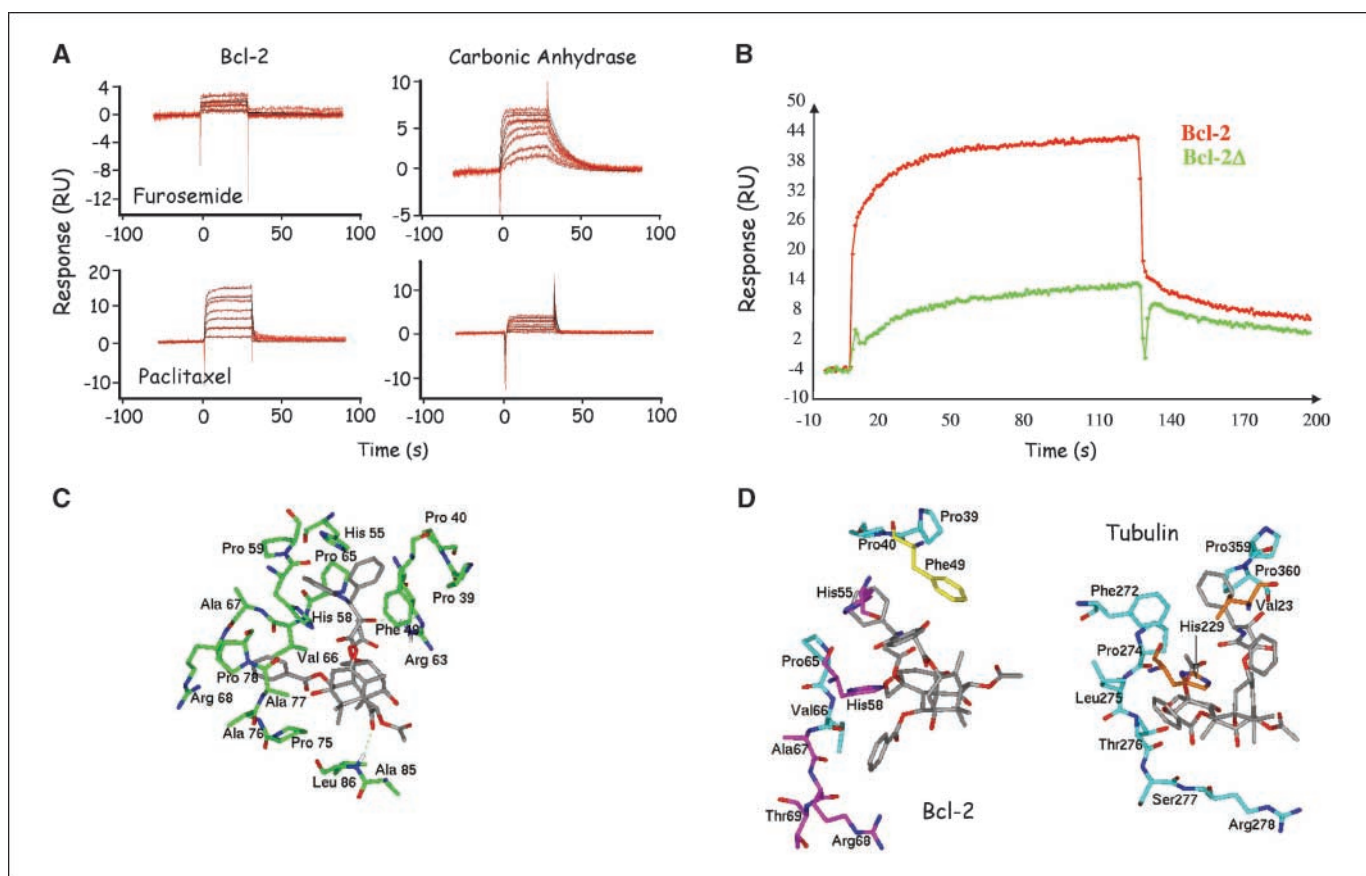 A
Bcl-2
Carbonic Anhydrase
4
0
-4
-8
-12
Furosemide
-100 0 50 100
10
5
0
-5
-100 0 50 100
Response (RU)
20
10
0
-10
Paclitaxel
-100 0 50 100
10
0
-10
-100 0 50 100
Time (s)
B
50
44
38
32
26
20
14
8
2
-4
-10
Response (RU)
Bcl-2
Bcl-2Δ
-10 20 50 80 110 140 170 200
Time (s)
C
His 55
Pro 40
Pro 59
Pro 65
Pro 39
Ala 67
His 58
Phe 49
Arg 63
Val 66
Pro 78
Arg 68
Ala 77
Ala 76
Pro 75
Ala 85
Leu 86
D
Pro39
Pro40
Phe49
His55
Pro65
His58
Val66
Ala67
Thr69
Arg68
Bcl-2
Tubulin
Pro359
Pro360
Phe272
Val23
His229
Pro274
Leu275
Thr276
Ser277
Arg278